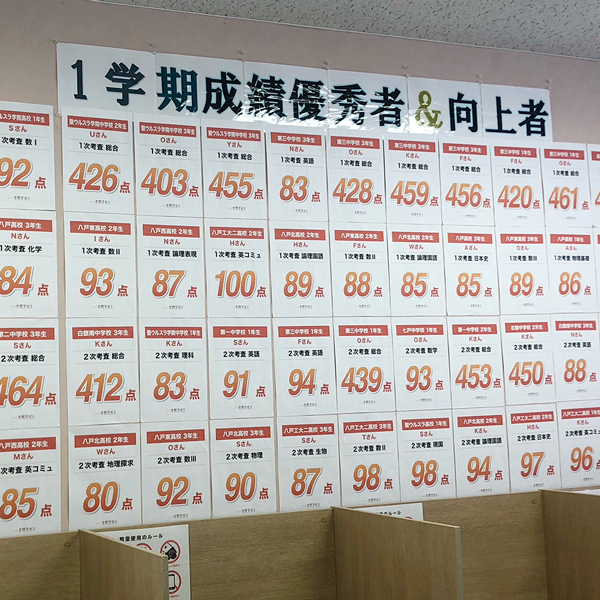 1学期成績優秀者&向上者
聖ウルスラ学院高校 1年生
Sさん
1次考査 数Ⅰ
92点
聖ウルスラ学院中学校 2年生
Uさん
1次考査 総合
426点
聖ウルスラ学院中学校 3年生
Oさん
1次考査 総合
403点
聖ウルスラ学院中学校 3年生
Yさん
1次考査 総合
455点
第三中学校 3年生
Nさん
1次考査 英語
83点
第三中学校 3年生
Oさん
1次考査 総合
428点
第三中学校 3年生
Kさん
1次考査 総合
459点
第三中学校 3年生
Fさん
1次考査 総合
456点
第三中学校 2年生
Fさん
1次考査 総合
420点
第三中学校 1年生
Oさん
1次考査 総合
461点
八戸東高校 3年生
Nさん
1次考査 化学
84点
八戸東高校 2年生
Iさん
1次考査 数Ⅱ
93点
八戸西高校 2年生
Nさん
1次考査 論理表現
87点
八戸工大二高校 2年生
Hさん
1次考査 英コミュ
100点
八戸北高校 2年生
Hさん
1次考査 論理国語
89点
八戸東高校 2年生
Fさん
1次考査 数Ⅱ
88点
八戸北高校 2年生
Wさん
1次考査 論理国語
85点
八戸高校 2年生
Aさん
1次考査 日本史
85点
八戸東高校 2年生
Oさん
1次考査 数Ⅱ
89点
八戸高校 1年生
Aさん
1次考査 物理基礎
86点
第二中学校 3年生
Sさん
2次考査 総合
464点
白銀南中学校 3年生
Kさん
2次考査 総合
412点
聖ウルスラ学院中学校 1年生
Kさん
2次考査 理科
83点
第一中学校 2年生
Sさん
2次考査 英語
91点
第三中学校 1年生
Fさん
2次考査 英語
94点
第三中学校 2年生
Oさん
2次考査 総合
439点
七戸中学校 2年生
Oさん
2次考査 数学
93点
第一中学校 2年生
Kさん
2次考査 総合
453点
北稜中学校 2年生
Kさん
2次考査 総合
450点
白銀南中学校 3年生
Nさん
2次考査 英語
88点
八戸西高校 2年生
Mさん
2次考査 英コミュ
85点
八戸北高校 2年生
Wさん
2次考査 地理探求
80点
八戸東高校 3年生
Oさん
2次考査 数Ⅲ
92点
八戸北高校 3年生
Sさん
2次考査 物理
90点
八戸工大二高校 3年生
Sさん
2次考査 生物
87点
八戸工大二高校 2年生
Tさん
2次考査 数Ⅱ
98点
聖ウルスラ高校 1年生
Oさん
2次考査 現国
98点
八戸北高校 2年生
Kさん
2次考査 論理国語
94点
八戸工大二高校 2年生
Hさん
2次考査 日本史
97点
八戸工大一高校 2年生
Kさん
2次考査 英コミュ
96点
教室使用のルール
室使用のルール